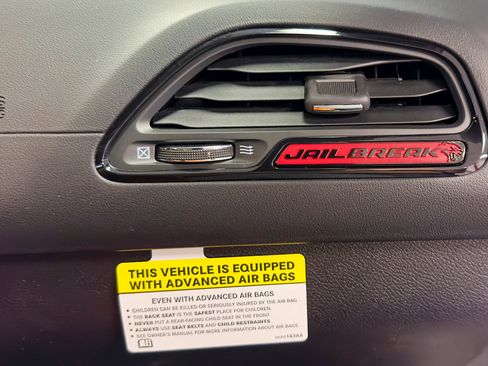 JAILBREAK
THIS VEHICLE IS EQUIPPED
WITH ADVANCED AIR BAGS
EVEN WITH ADVANCED AIR BAGS
• CHILDREN CAN BE KILLED OR SERIOUSLY INJURED BY THE AIR BAG.
• THE BACK SEAT IS THE SAFEST PLACE FOR CHILDREN.
• NEVER PUT A REAR-FACING CHILD SEAT IN THE FRONT.
• ALWAYS USE SEAT BELTS AND CHILD RESTRAINTS.
• SEE OWNER'S MANUAL FOR MORE INFORMATION ABOUT AIR BAGS.